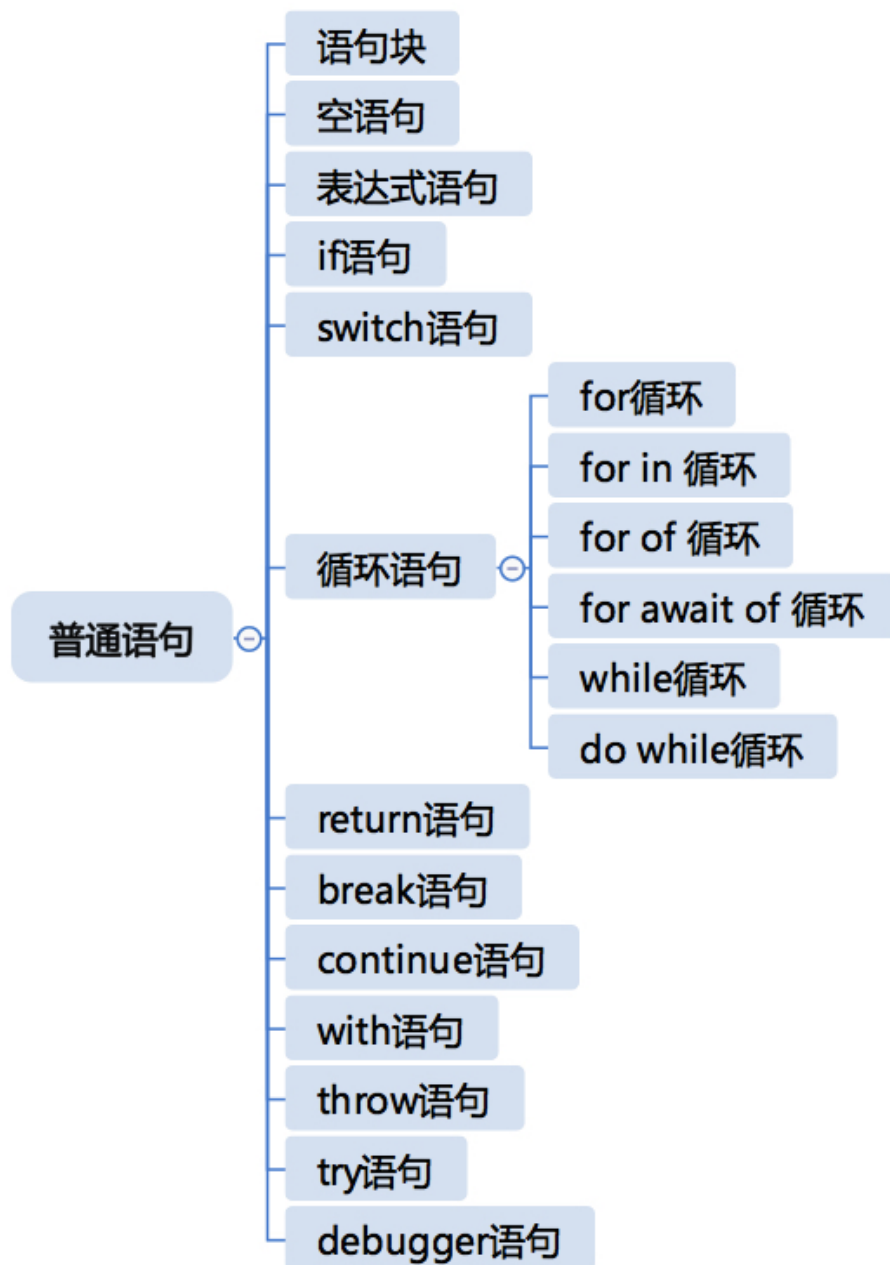 语句块
空语句
表达式语句
if语句
switch语句
for循环
for in 循环
for of 循环
循环语句
for await of 循环
普通语句
while循环
do while循环
return语句
break语句
continue语句
with语句
throw语句
try语句
debugger语句